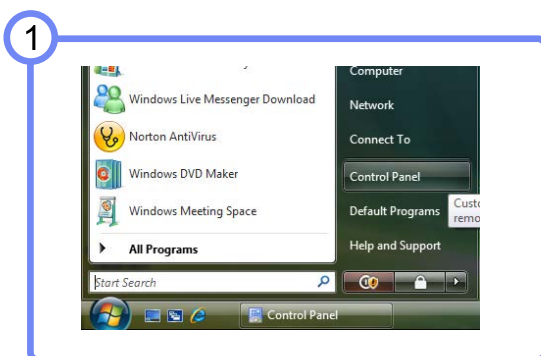 1
Computer
Windows Live Messenger Download
Network
Norton AntiVirus
Connect To
Windows DVD Maker
Control Panel
Windows Meeting Space
Default Programs
All Programs
Help and Support
Start Search
Control Panel